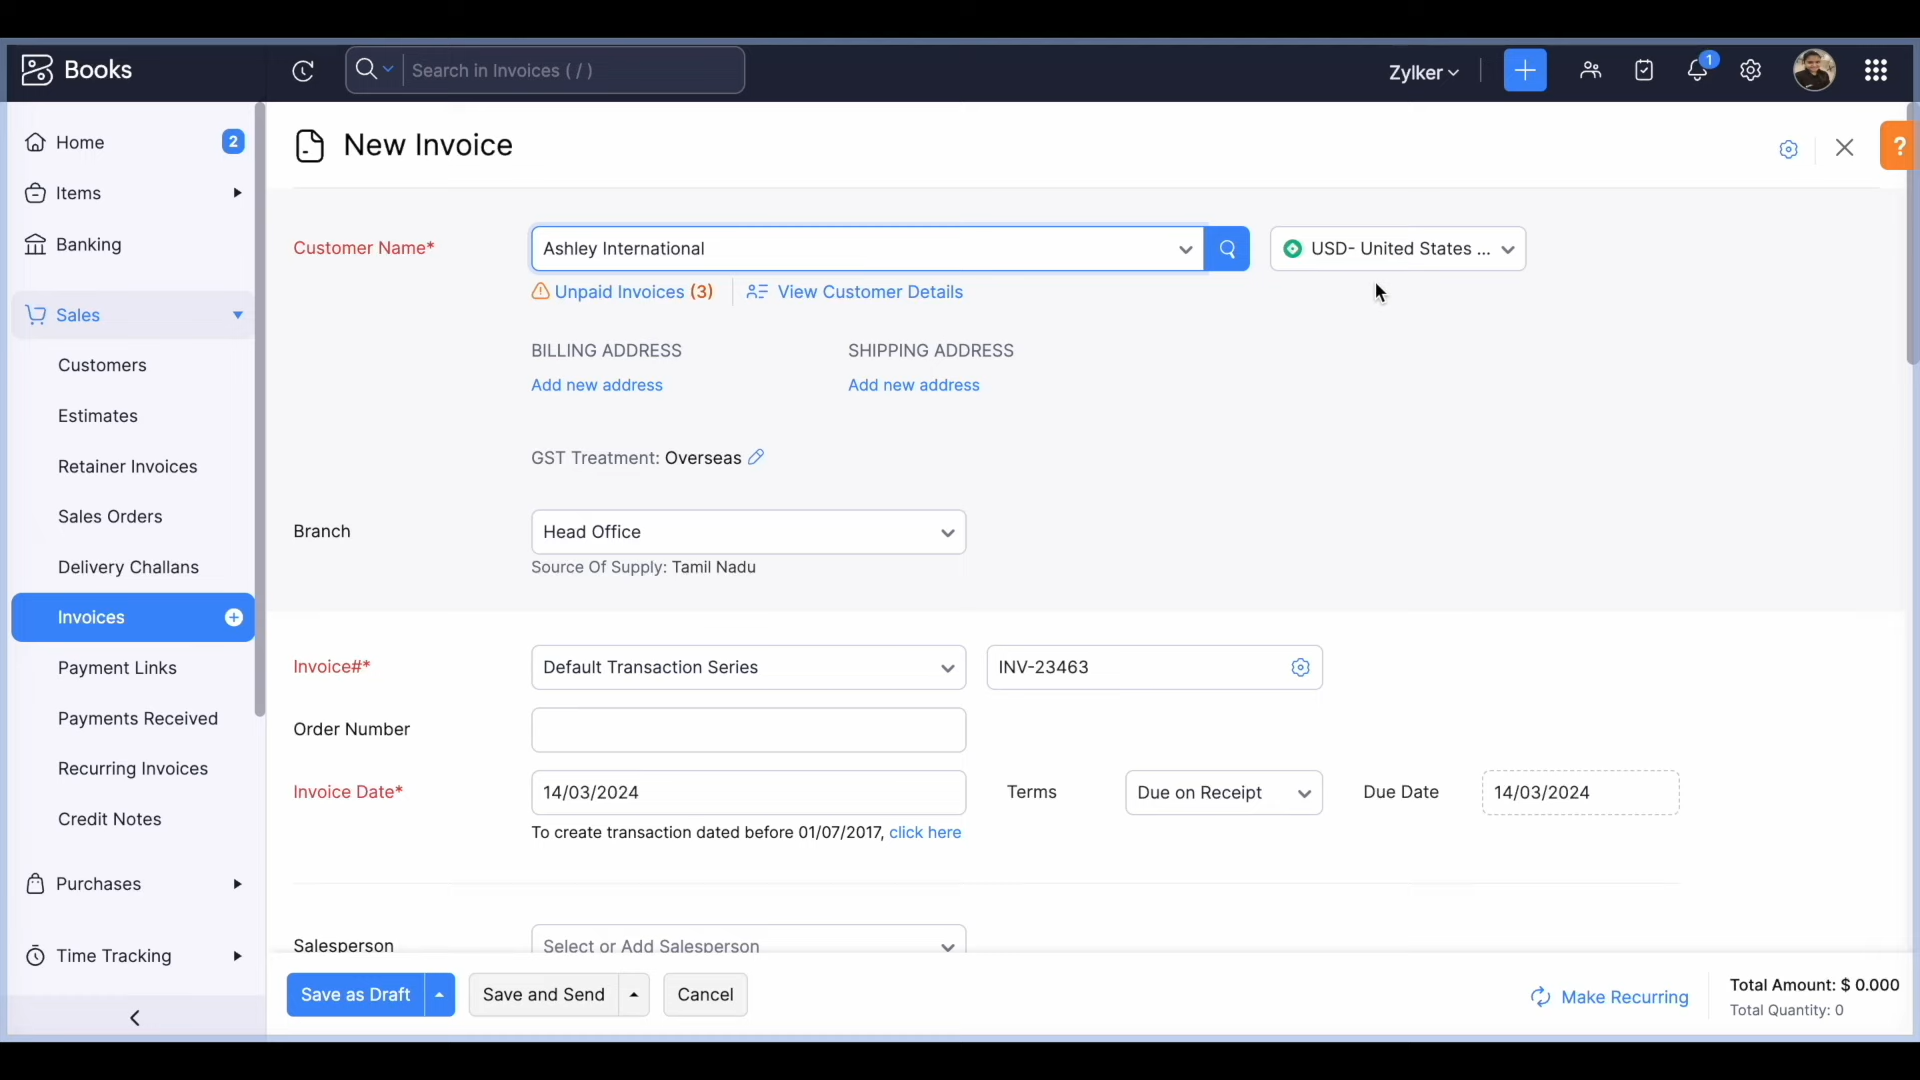 Books
Search in Invoices ( / )
Zylker
1
Home
2
Items
Banking
Sales
Customers
Estimates
Retainer Invoices
Sales Orders
Delivery Challans
Invoices
Payment Links
Payments Received
Recurring Invoices
Credit Notes
Purchases
Time Tracking
New Invoice
?
Customer Name*
Ashley International
USD- United States ...
Unpaid Invoices (3)
View Customer Details
BILLING ADDRESS
SHIPPING ADDRESS
Add new address
Add new address
GST Treatment: Overseas
Branch
Head Office
Source Of Supply: Tamil Nadu
Invoice#*
Default Transaction Series
INV-23463
Order Number
Invoice Date*
14/03/2024
Terms
Due on Receipt
Due Date
14/03/2024
To create transaction dated before 01/07/2017, click here
Salesperson
Select or Add Salesperson
Save as Draft
Save and Send
Cancel
Make Recurring
Total Amount: $ 0.000
Total Quantity: 0